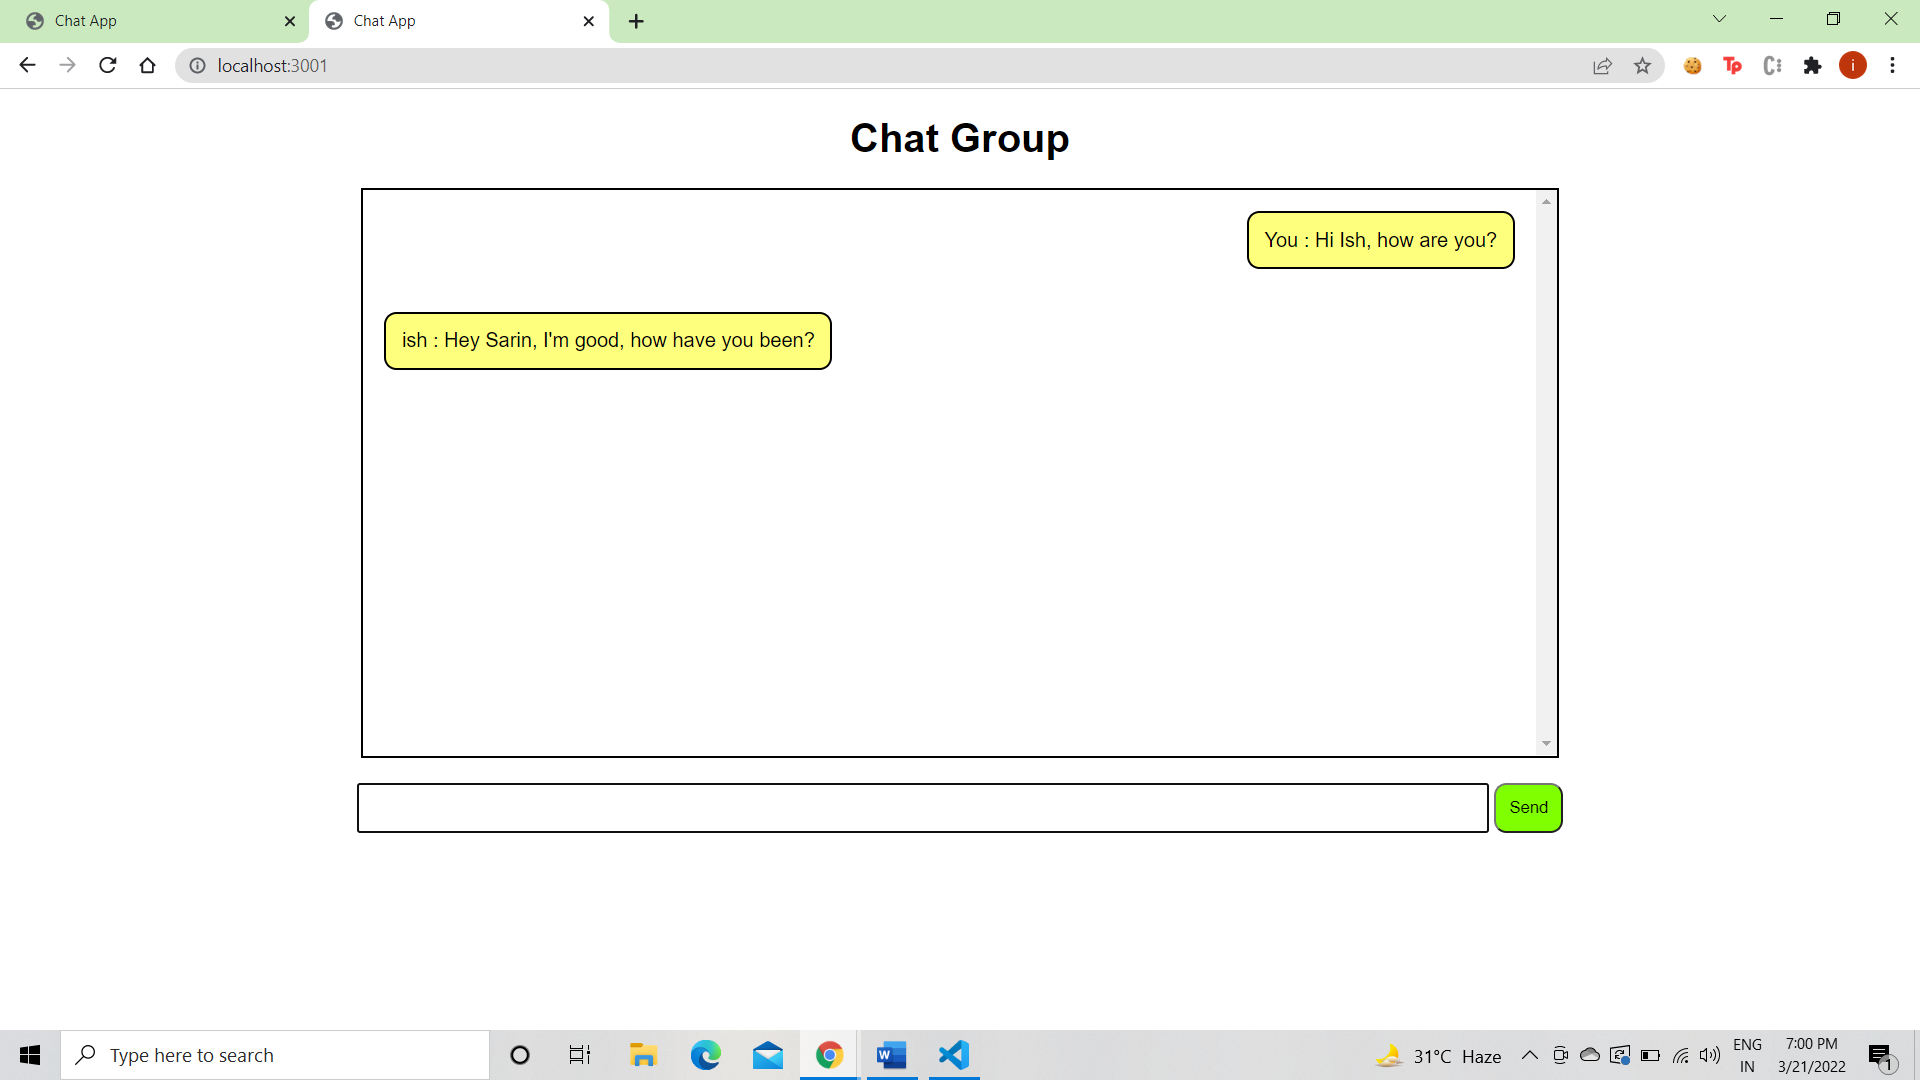 Chat App
Chat App
localhost:3001
Tp
C
i
Chat Group
You : Hi Ish, how are you?
ish : Hey Sarin, I'm good, how have you been?
Send
Type here to search
W
31°C Haze
ENG
IN
7:00 PM
3/21/2022
1